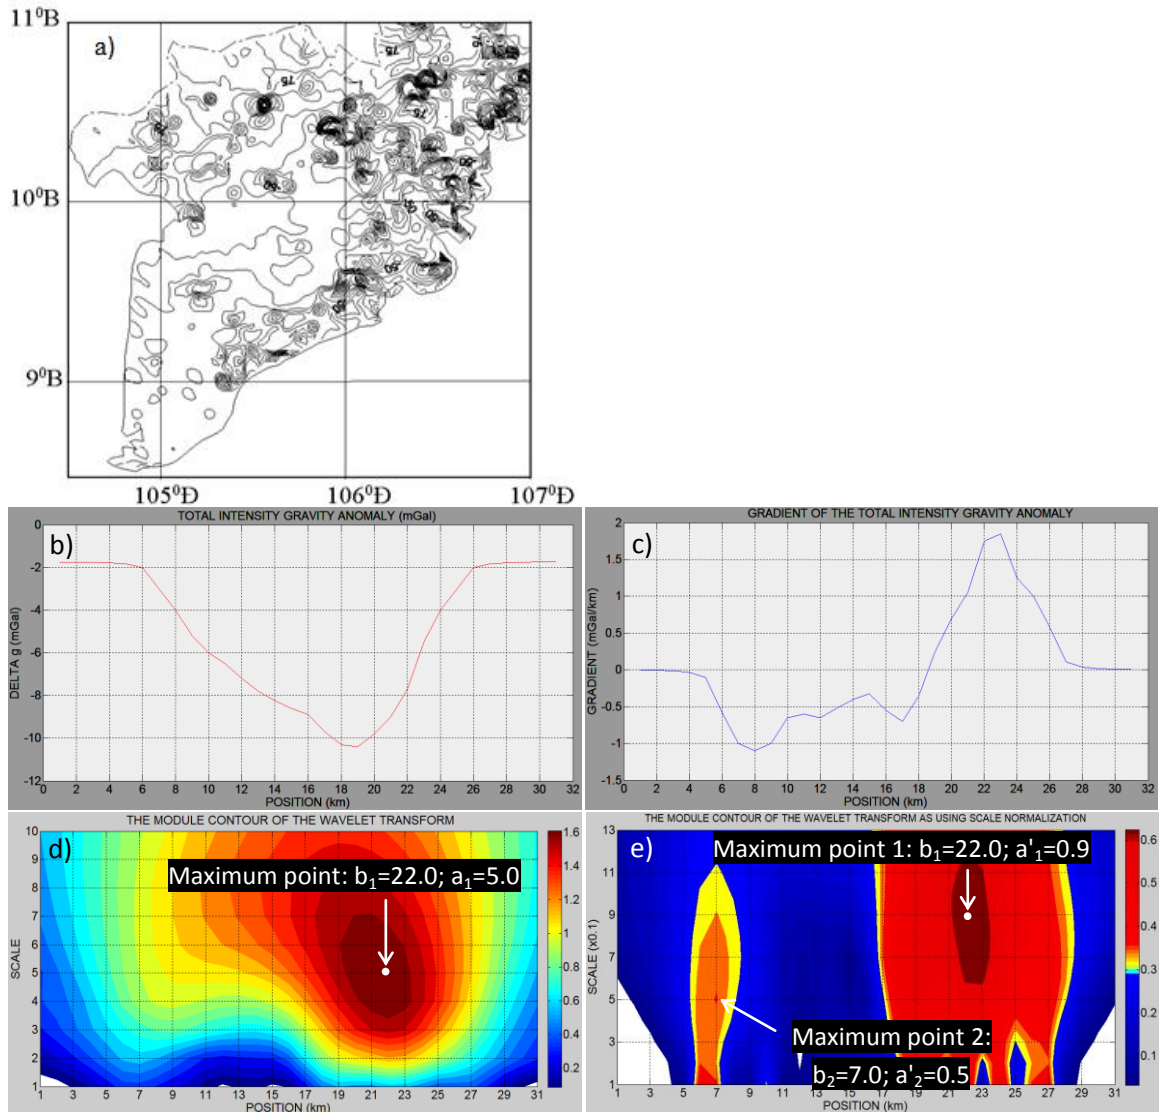 11⁰B
a)
75
75
75
10⁰B
9⁰B
105⁰Đ 106⁰Đ 107⁰Đ
TOTAL INTENSITY GRAVITY ANOMALY (mGal)
b)
DELTA g (mGal)
0
-2
-4
-6
-8
-10
-12
0 2 4 6 8 10 12 14 16 18 20 22 24 26 28 30 32
POSITION (km)
GRADIENT OF THE TOTAL INTENSITY GRAVITY ANOMALY
c)
GRADIENT (mGal/km)
2
1.5
1
0.5
0
-0.5
-1
-1.5
0 2 4 6 8 10 12 14 16 18 20 22 24 26 28 30 32
POSITION (km)
THE MODULE CONTOUR OF THE WAVELET TRANSFORM
d)
Maximum point: b₁=22.0; a₁=5.0
SCALE
10
9
8
7
6
5
4
3
2
1
1 3 5 7 9 11 13 15 17 19 21 23 25 27 29 31
POSITION (km)
1.6
1.4
1.2
1
0.8
0.6
0.4
0.2
THE MODULE CONTOUR OF THE WAVELET TRANSFORM AS USING SCALE NORMALIZATION
e)
Maximum point 1: b₁=22.0; a'₁=0.9
Maximum point 2:
b₂=7.0; a'₂=0.5
SCALE (x0.1)
13
11
9
7
5
3
1
1 3 5 7 9 11 13 15 17 19 21 23 25 27 29 31
POSITION (km)
0.6
0.5
0.4
0.3
0.2
0.1